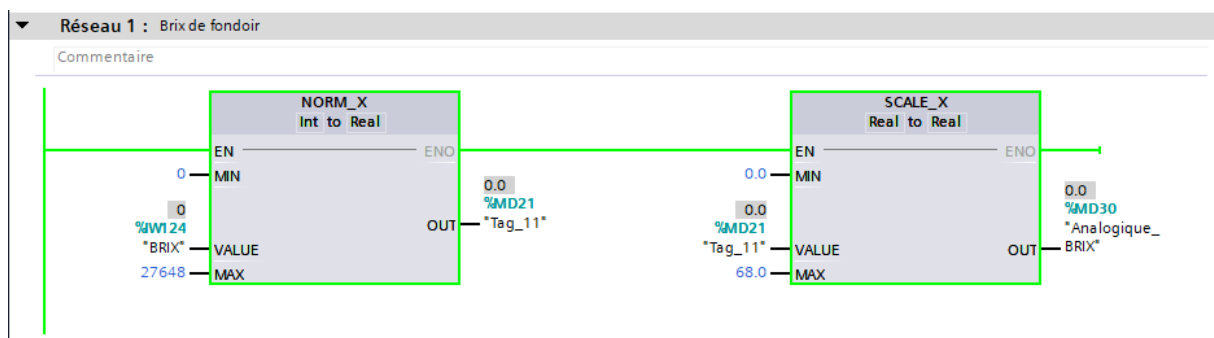 Réseau 1 : Brix de fondoir
Commentaire
NORM_X
Int to Real
EN
ENO
0
MIN
0
%IW124
"BRIX"
VALUE
27648
MAX
0.0
%MD21
OUT
"Tag_11"
SCALE_X
Real to Real
EN
ENO
0.0
MIN
0.0
%MD21
"Tag_11"
VALUE
68.0
MAX
0.0
%MD30
"Analogique_
OUT
BRIX"